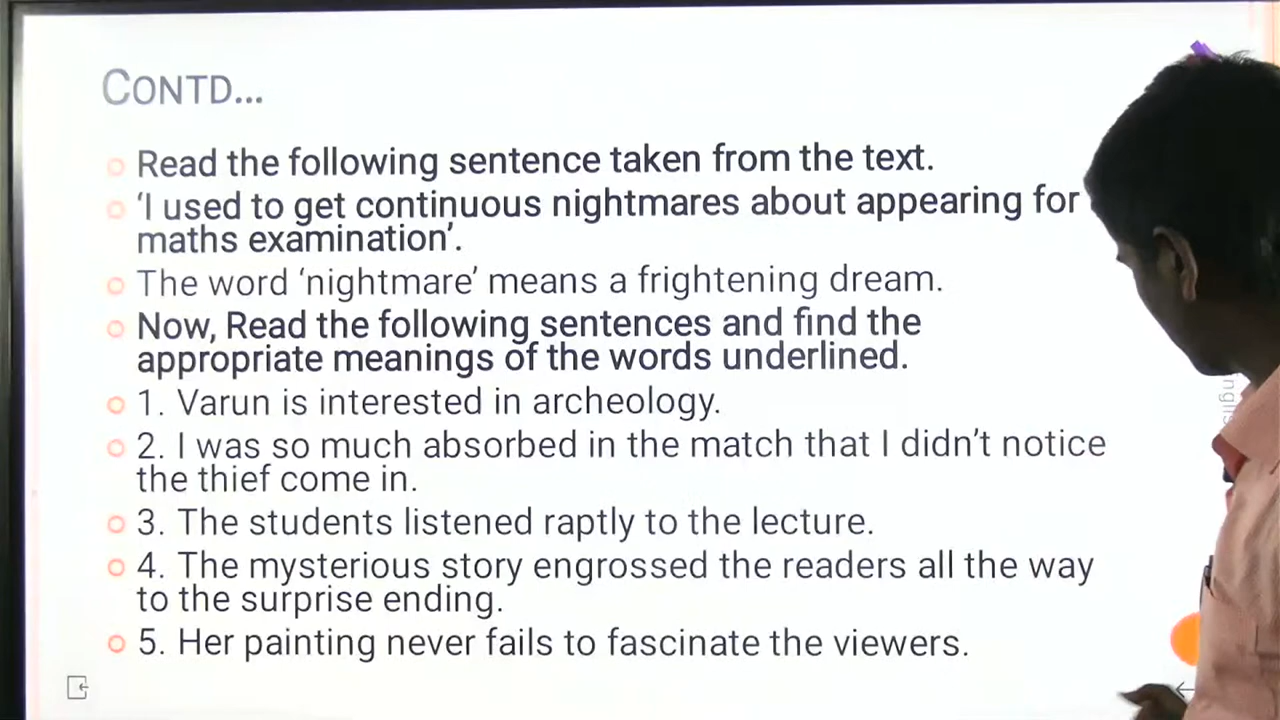 CONTD...
Read the following sentence taken from the text.
‘I used to get continuous nightmares about appearing for
maths examination’.
The word ‘nightmare’ means a frightening dream.
Now, Read the following sentences and find the
appropriate meanings of the words underlined.
1. Varun is interested in archeology.
2. I was so much absorbed in the match that I didn’t notice
the thief come in.
3. The students listened raptly to the lecture.
4. The mysterious story engrossed the readers all the way
to the surprise ending.
5. Her painting never fails to fascinate the viewers.